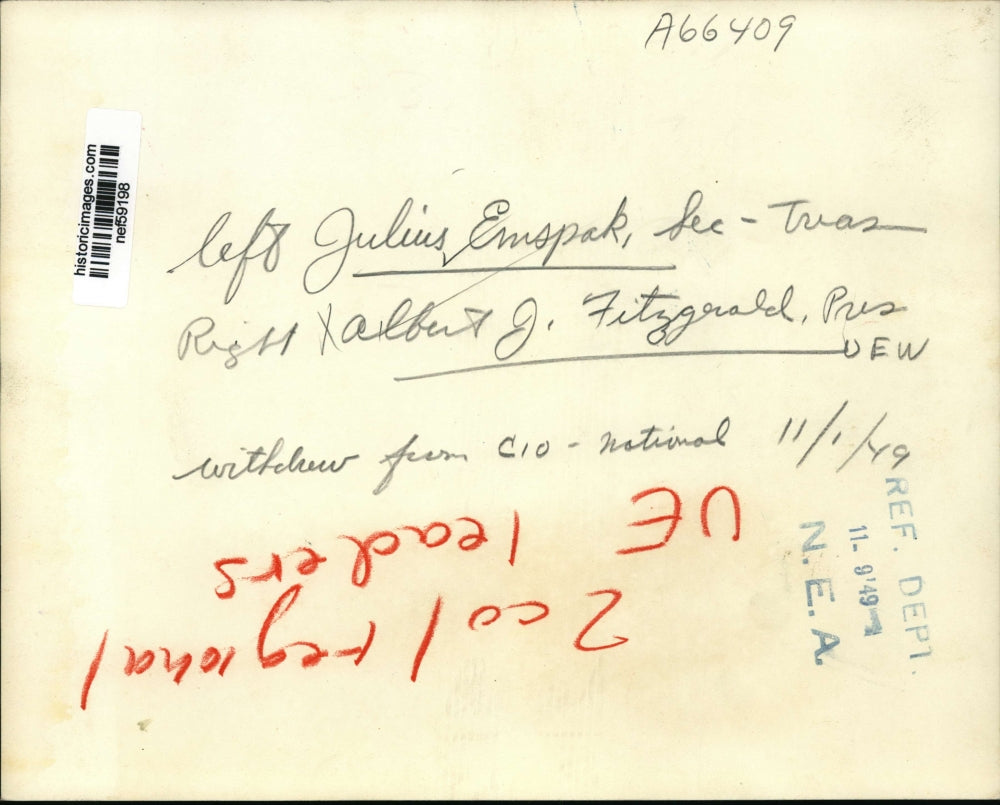 A66409
historicimages.com
nef59198
left Julius Emspak, Sec - Treas
Right Albert J. Fitzgerald, Pres
UEW
withdrew from CIO - national 11/1/49
UE leaders
2 col regional
REF. DEPT.
11-9'49
N.E.A.